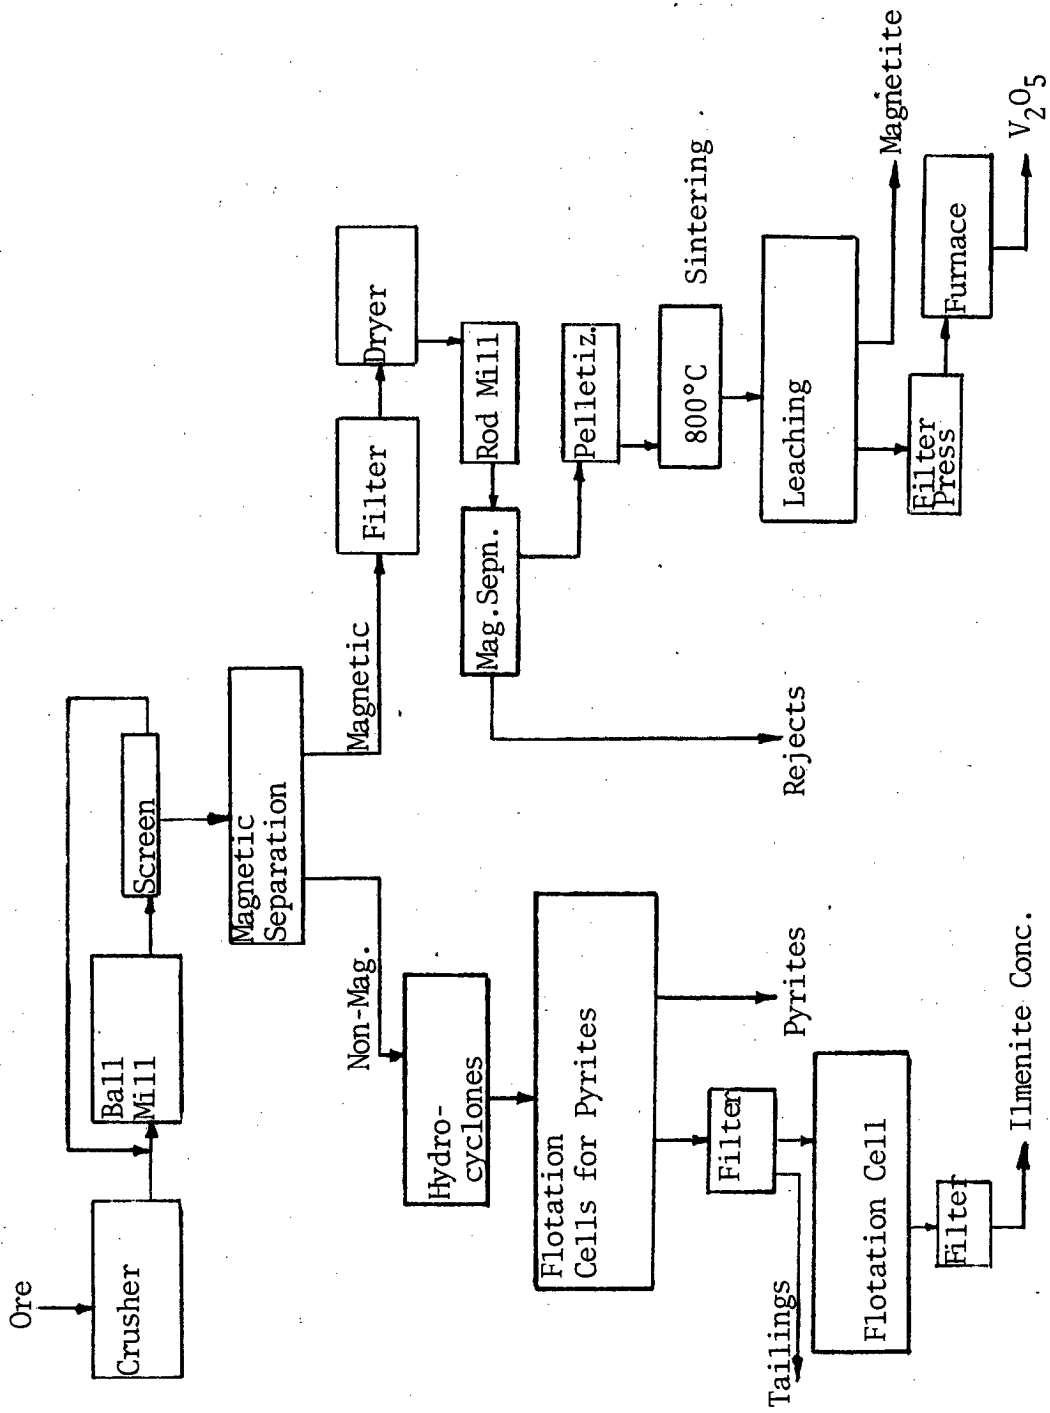 Ore
Crusher
Ball
Mill
Screen
Magnetic
Separation
Non-Mag.
Magnetic
Filter
Dryer
Rod Mill
Mag.Sepn.
Pelletiz.
800°C
Sintering
Leaching
Magnetite
Filter
Press
Furnace
V2O5
Rejects
Hydro-
cyclones
Flotation
Cells for Pyrites
Pyrites
Filter
Tailings
Flotation Cell
Filter
Ilmenite Conc.